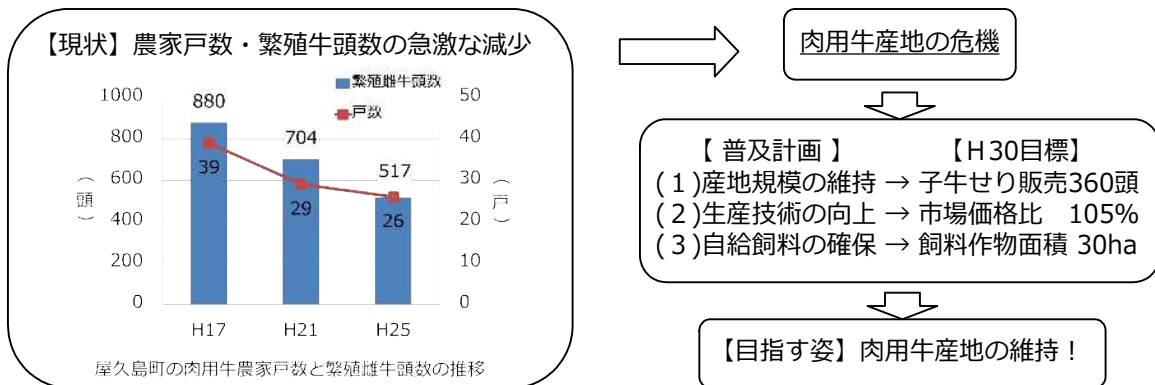 【現状】農家戸数・繁殖牛頭数の急激な減少
繁殖雌牛頭数
戸数
1000
800
600
400
200
0
（頭）
50
40
30
20
10
0
（戸）
880
704
517
39
29
26
H17
H21
H25
屋久島町の肉用牛農家戸数と繁殖雌牛頭数の推移
肉用牛産地の危機
【 普及計画 】 【H30目標】
(１)産地規模の維持 → 子牛せり販売360頭
(２)生産技術の向上 → 市場価格比 105%
(３)自給飼料の確保 → 飼料作物面積 30ha
【目指す姿】肉用牛産地の維持！